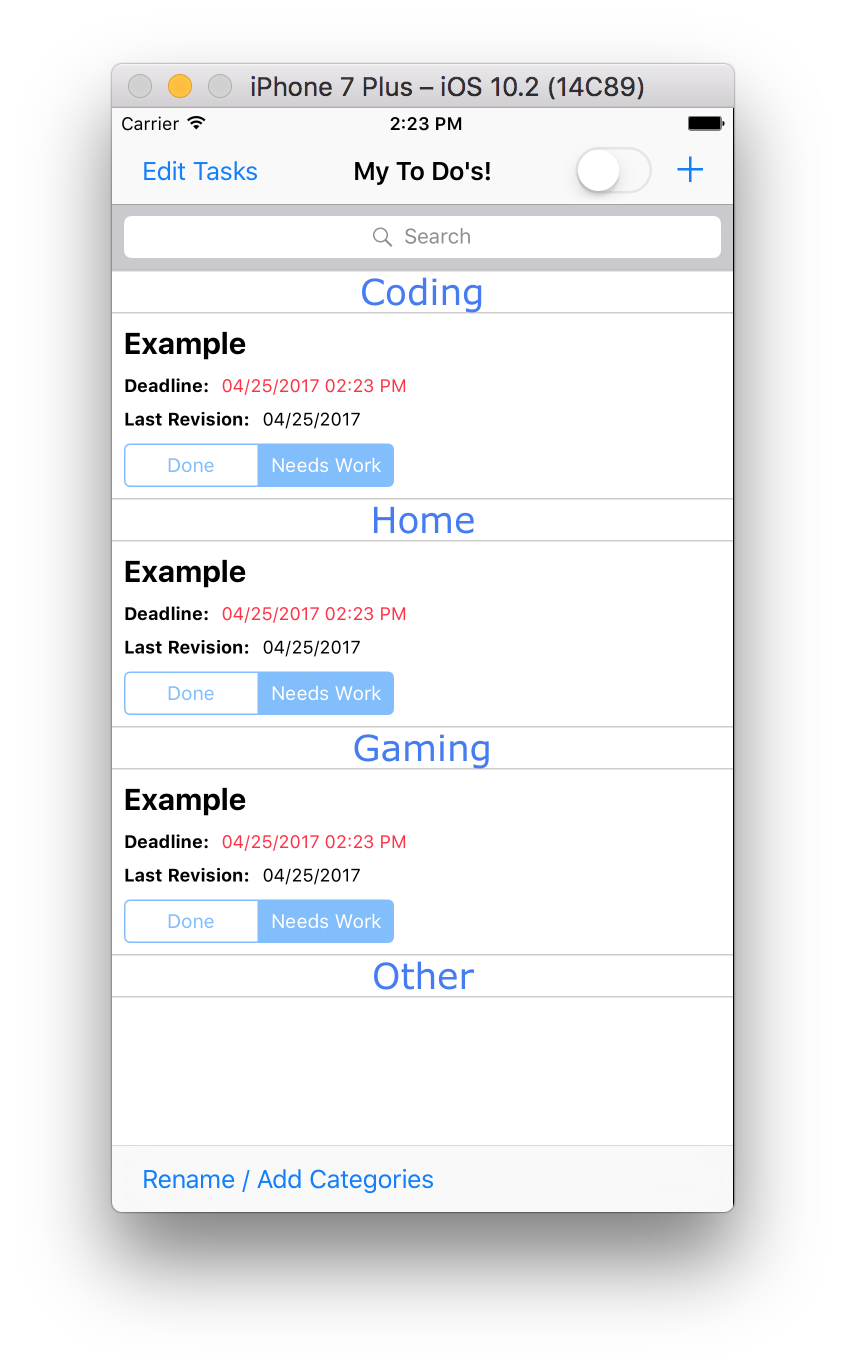 iPhone 7 Plus – iOS 10.2 (14C89)
Carrier 2:23 PM
Edit Tasks My To Do's! +
Search
Coding
Example
Deadline: 04/25/2017 02:23 PM
Last Revision: 04/25/2017
Done Needs Work
Home
Example
Deadline: 04/25/2017 02:23 PM
Last Revision: 04/25/2017
Done Needs Work
Gaming
Example
Deadline: 04/25/2017 02:23 PM
Last Revision: 04/25/2017
Done Needs Work
Other
Rename / Add Categories